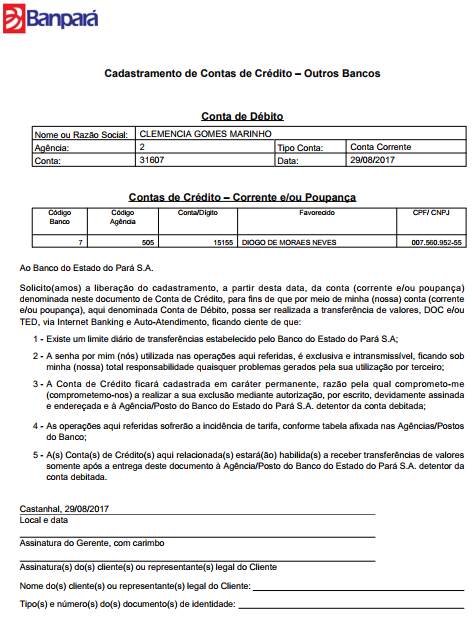 Banpará
Cadastramento de Contas de Crédito – Outros Bancos
Conta de Débito
Nome ou Razão Social: CLEMENCIA GOMES MARINHO
Agência: 2 Tipo Conta: Conta Corrente
Conta: 31607 Data: 29/08/2017
Contas de Crédito – Corrente e/ou Poupança
Código Banco Código Agência Conta/Dígito Favorecido CPF/ CNPJ
7 505 15155 DIOGO DE MORAES NEVES 007.560.952-55
Ao Banco do Estado do Pará S.A.
Solicito(amos) a liberação do cadastramento, a partir desta data, da conta (corrente e/ou poupança)
denominada neste documento de Conta de Crédito, para fins de que por meio de minha (nossa) conta (corrente
e/ou poupança), aqui denominada Conta de Débito, possa ser realizada a transferência de valores, DOC e/ou
TED, via Internet Banking e Auto-Atendimento, ficando ciente de que:
1 - Existe um limite diário de transferências estabelecido pelo Banco do Estado do Pará S.A;
2 - A senha por mim (nós) utilizada nas operações aqui referidas, é exclusiva e intransmissível, ficando sob
minha (nossa) total responsabilidade quaisquer problemas gerados pela sua utilização por terceiro;
3 - A Conta de Crédito ficará cadastrada em caráter permanente, razão pela qual comprometo-me
(comprometemo-nos) a realizar a sua exclusão mediante autorização, por escrito, devidamente assinada
e endereçada e à Agência/Posto do Banco do Estado do Pará S.A. detentor da conta debitada;
4 - As operações aqui referidas sofrerão a incidência de tarifa, conforme tabela afixada nas Agências/Postos
do Banco;
5 - A(s) Conta(s) de Crédito(s) aqui relacionada(s) estará(ão) habilida(s) a receber transferências de valores
somente após a entrega deste documento à Agência/Posto do Banco do Estado do Pará S.A. detentor da
conta debitada.
Castanhal, 29/08/2017
Local e data
Assinatura do Gerente, com carimbo
Assinatura(s) do(s) cliente(s) ou representante(s) legal do Cliente
Nome do(s) cliente(s) ou representante(s) legal do Cliente:
Tipo(s) e número(s) do(s) documento(s) de identidade: